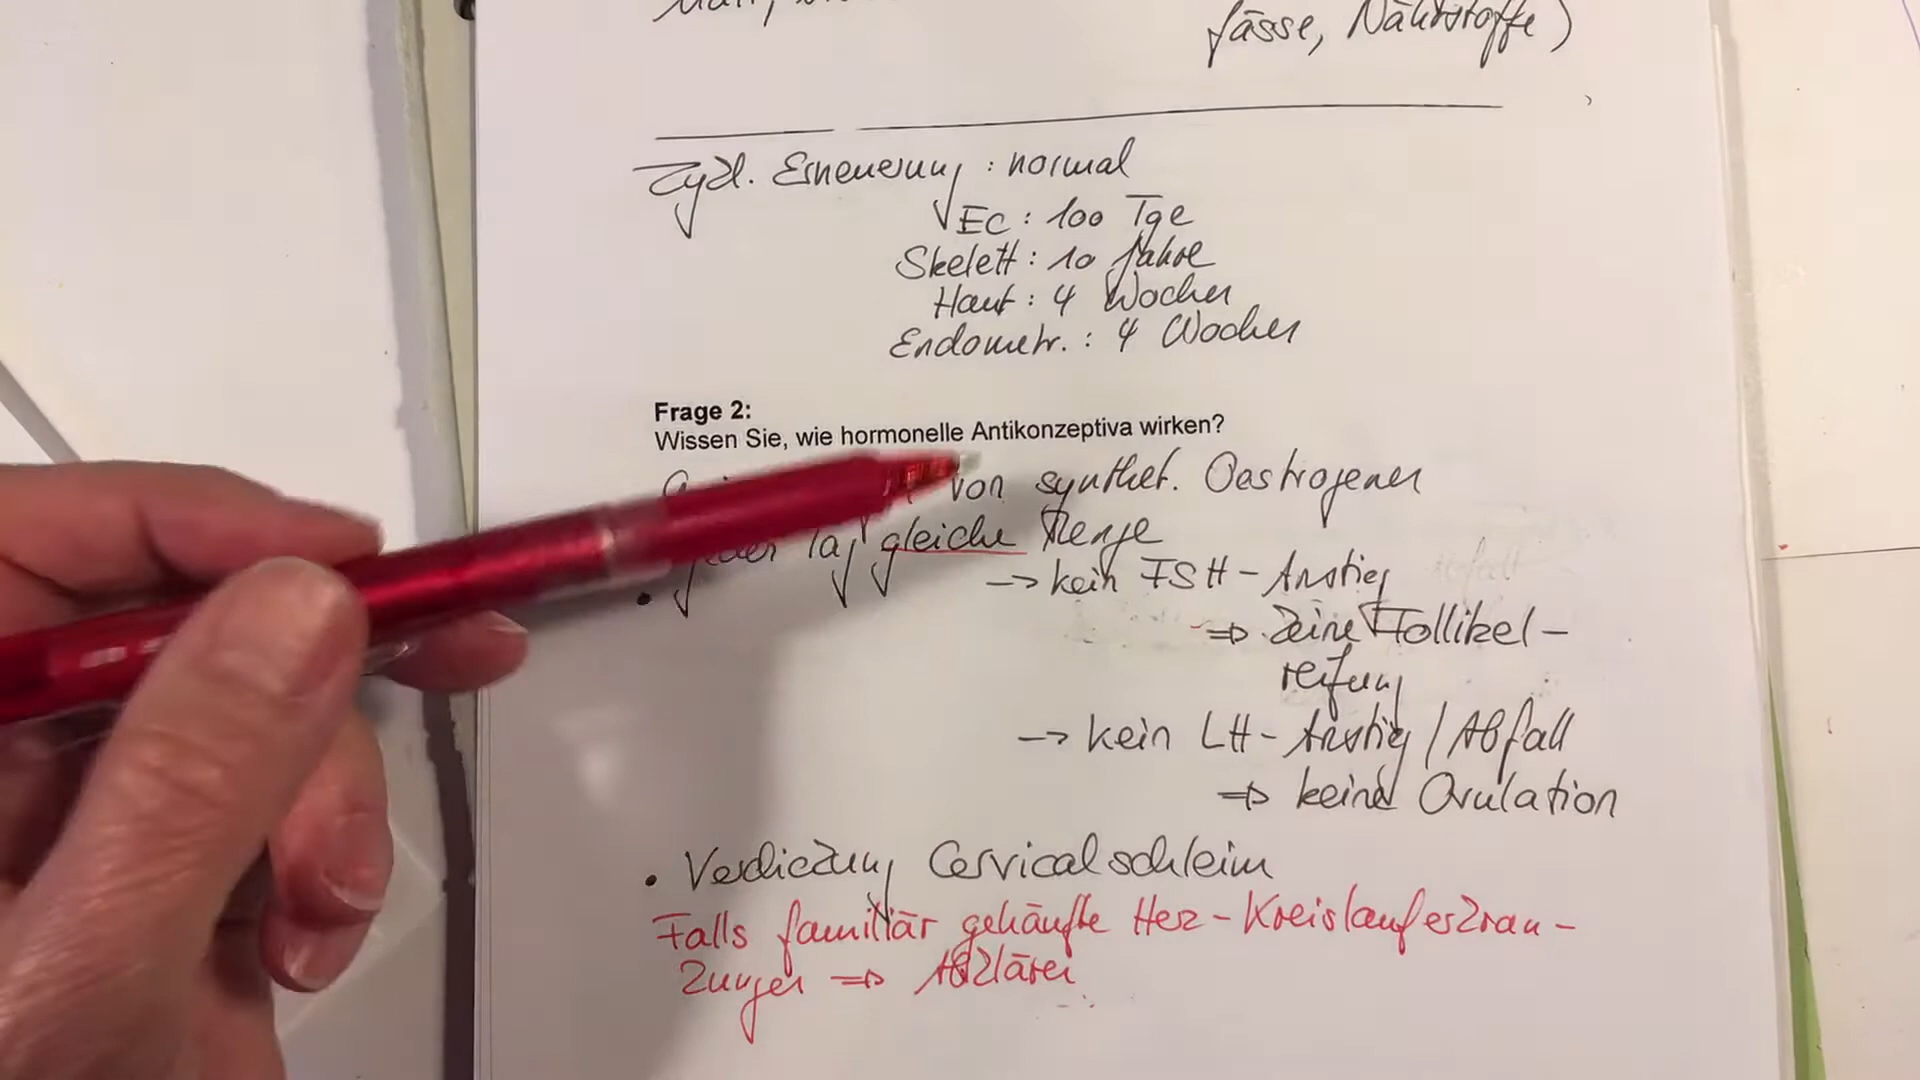 fässe, Nährstoffe)
Zykl. Erneuerung : normal
EC : 100 Tge
Skelett : 10 Jahre
Haut : 4 Wochen
Endometr. : 4 Wochen
Frage 2:
Wissen Sie, wie hormonelle Antikonzeptiva wirken?
von synthet. Oestrogenen
jeder Tag gleiche Menge
→ kein FSH-Anstieg
⇒ keine Follikel-
reifung
→ kein LH-Anstieg / Abfall
⇒ keine Ovulation
• Verdickung Cervicalschleim
Falls familiär gehäufte Herz-Kreislauferkran-
kungen ⇒ Abklären